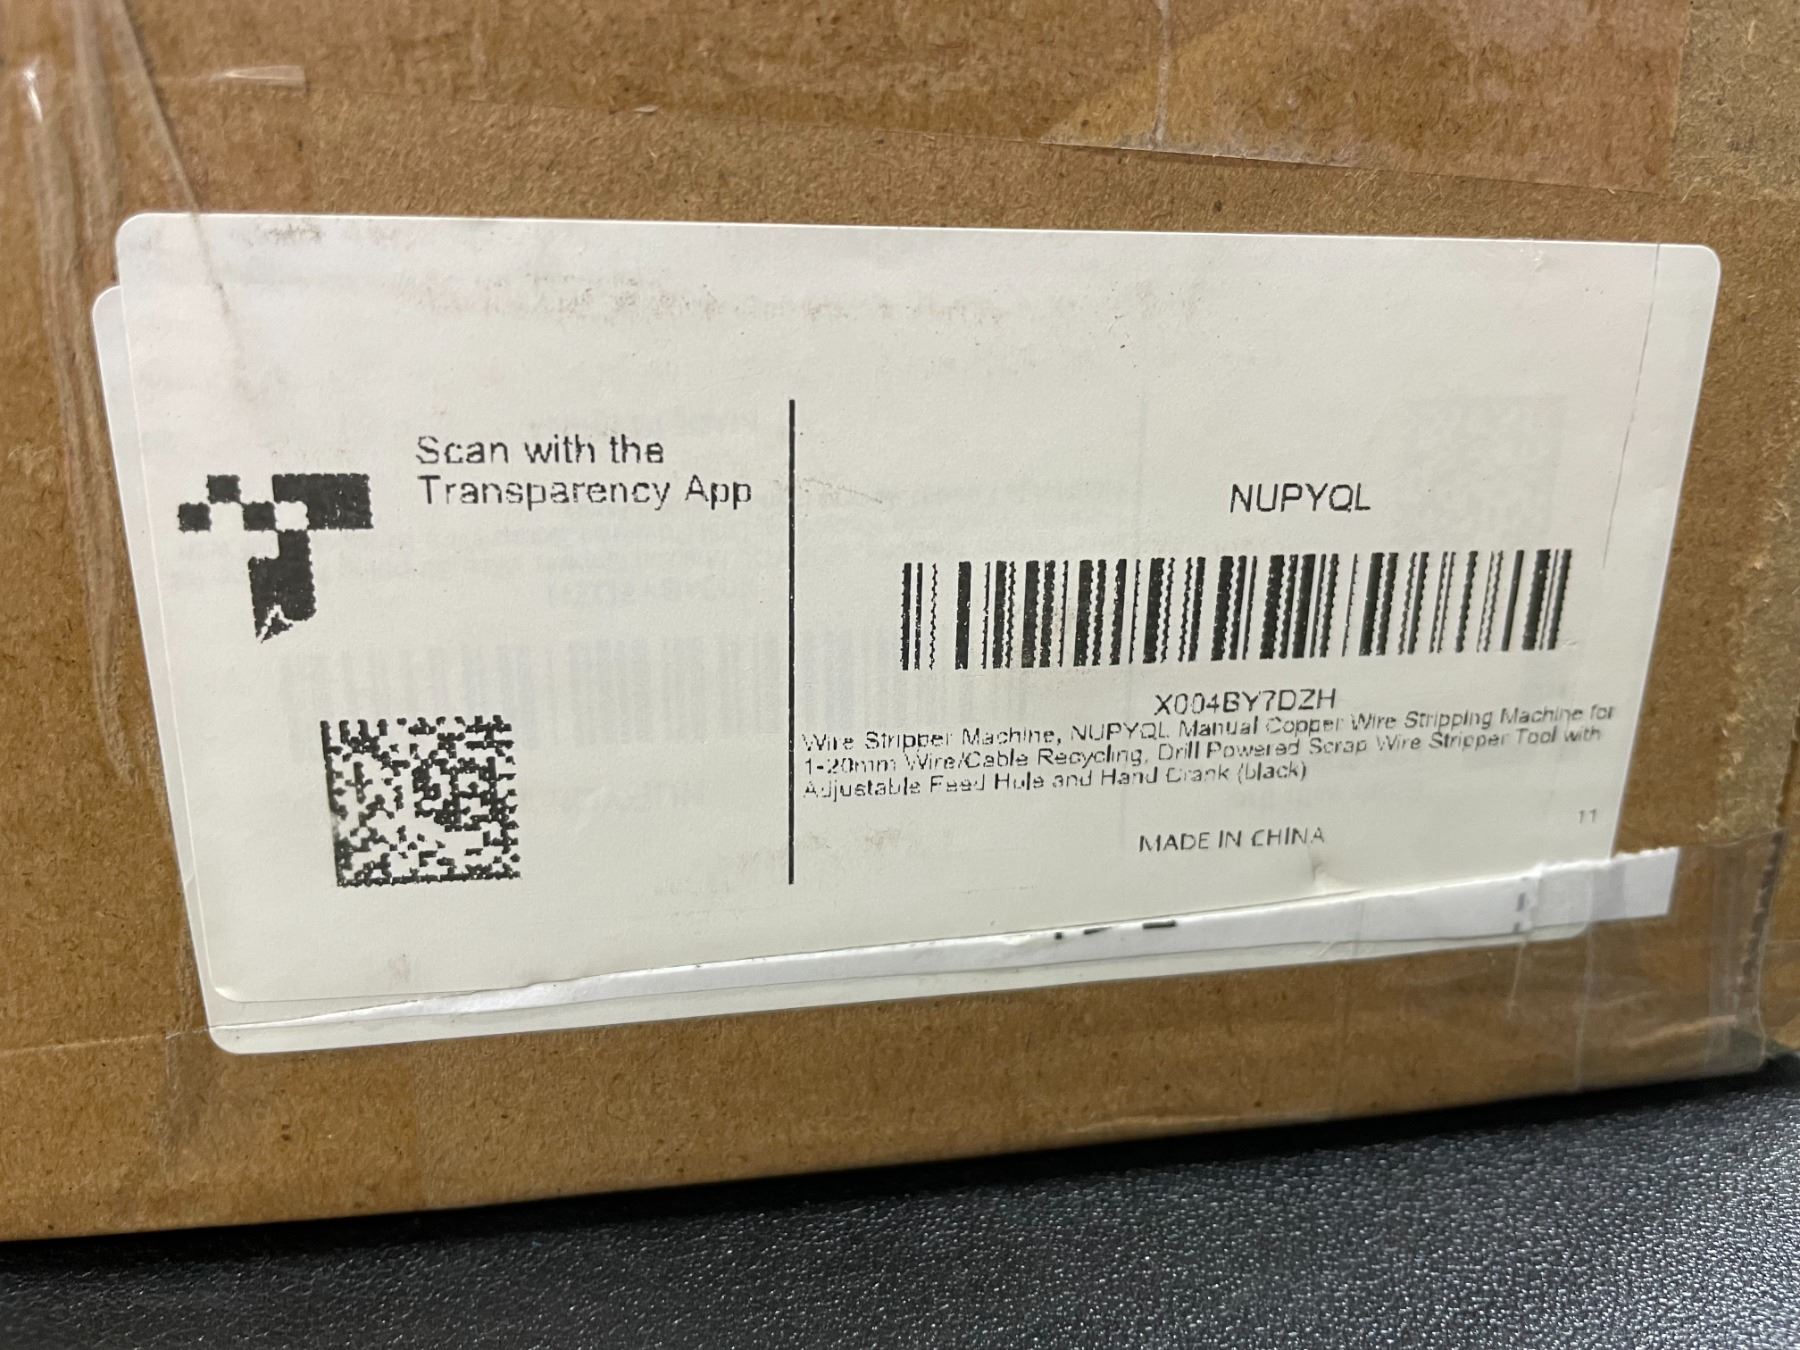 Scan with the
Transparency App
NUPYQL
X004BY7DZH
Wire Stripper Machine, NUPYQL Manual Copper Wire Stripping Machine for
1-20mm Wire/Cable Recycling, Drill Powered Scrap Wire Stripper Tool with
Adjustable Feed Hole and Hand Crank (black)
11
MADE IN CHINA